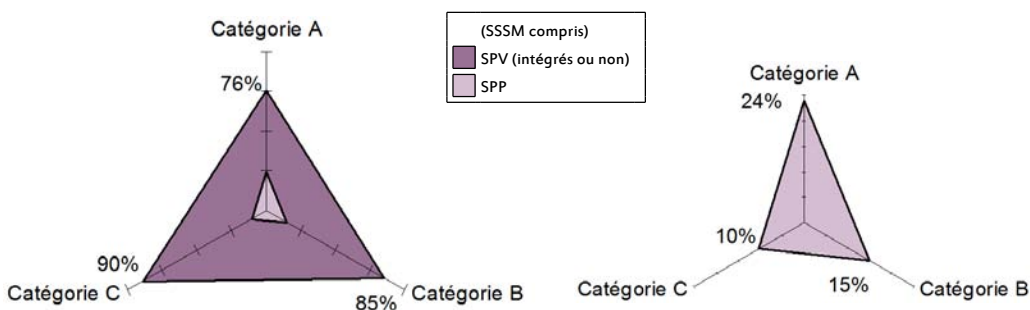 Catégorie A
76%
90%
Catégorie C
85%
Catégorie B
(SSSM compris)
SPV (intégrés ou non)
SPP
Catégorie A
24%
10%
Catégorie C
15%
Catégorie B